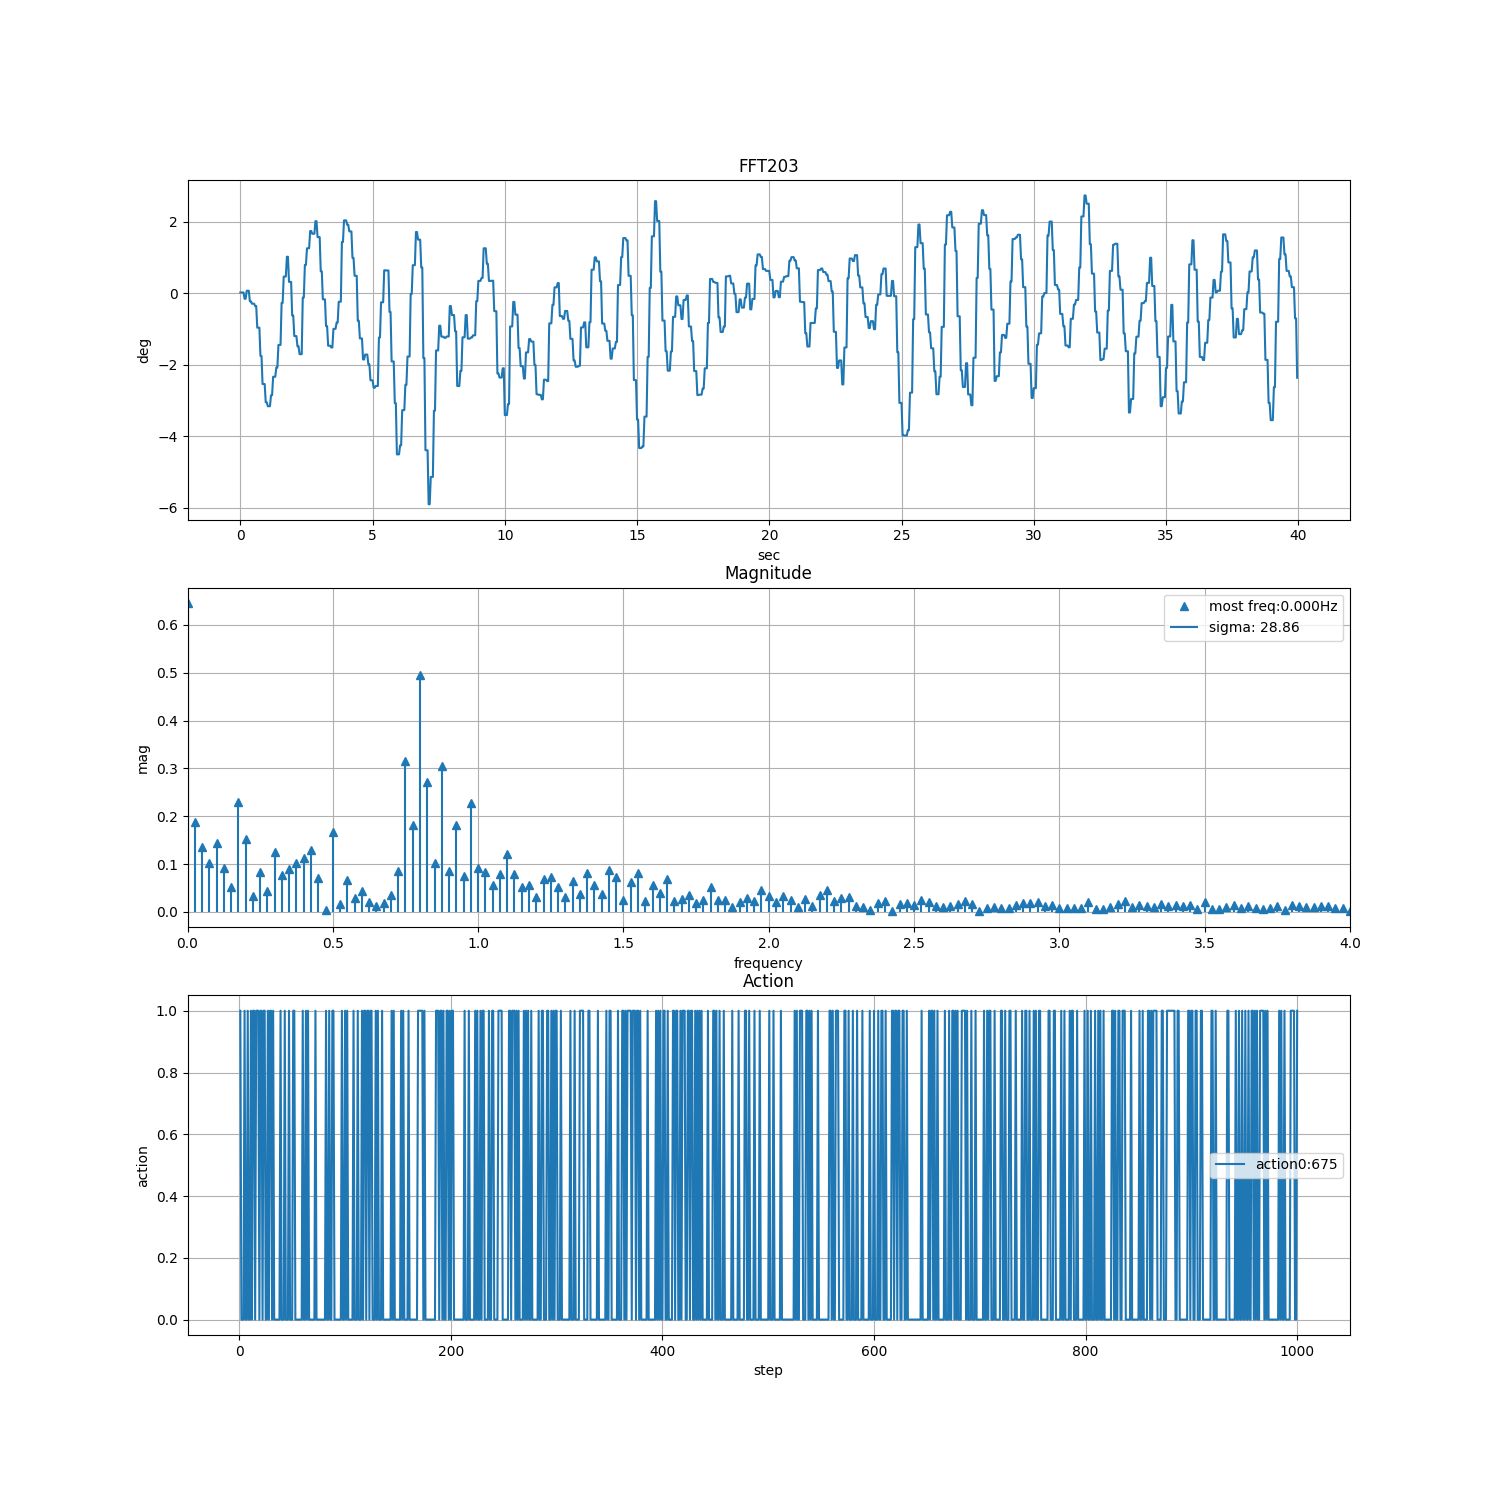 FFT203
2
0
−2
−4
−6
deg
0 5 10 15 20 25 30 35 40
sec
Magnitude
most freq:0.000Hz
sigma: 28.86
0.6
0.5
0.4
0.3
0.2
0.1
0.0
mag
0.0 0.5 1.0 1.5 2.0 2.5 3.0 3.5 4.0
frequency
Action
1.0
0.8
0.6
0.4
0.2
0.0
action
action0:675
0 200 400 600 800 1000
step